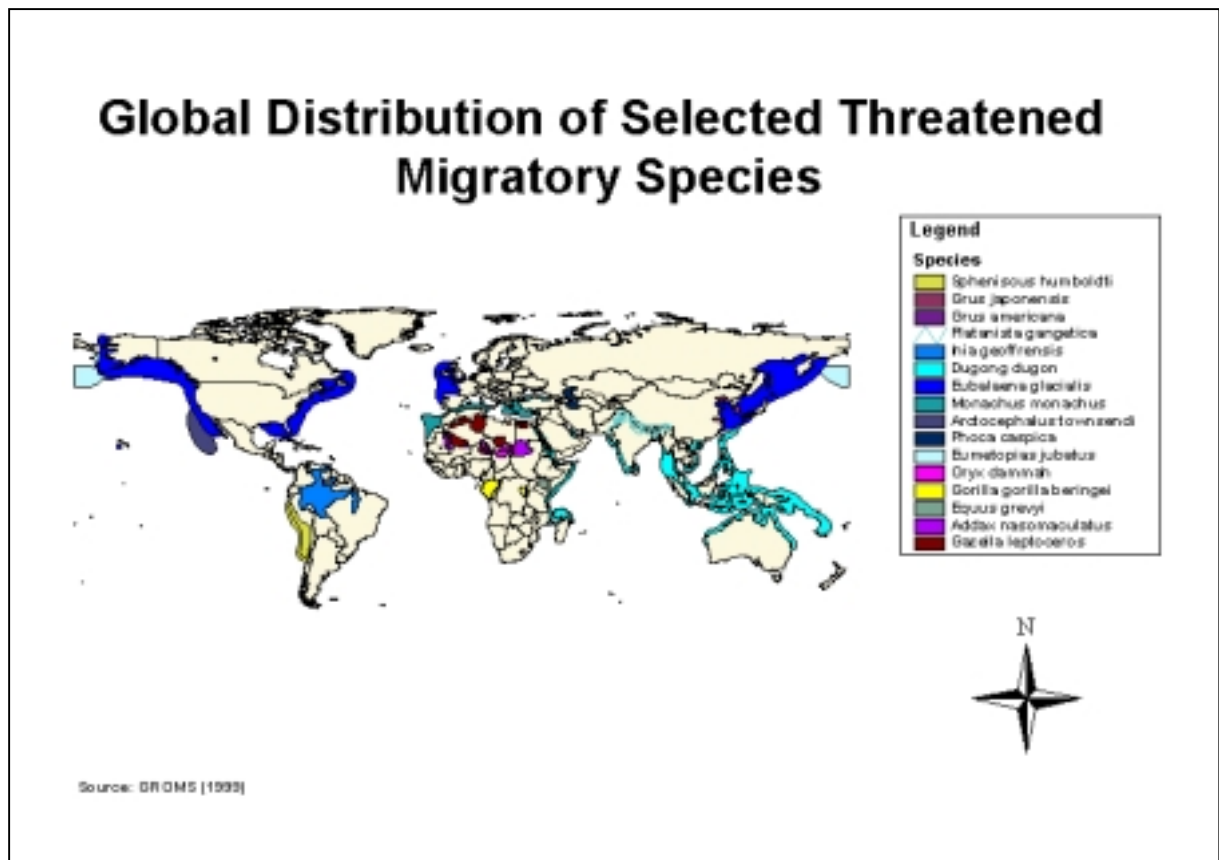 Global Distribution of Selected Threatened
Migratory Species
Legend
Species
Spheniscus humboldti
Grus japonensis
Grus americana
Platanista gangetica
Inia geoffrensis
Dugong dugon
Eubalaena glacialis
Monachus monachus
Arctocephalus townsendi
Phoca caspica
Eumetopias jubatus
Oryx dammah
Gorilla gorilla beringei
Equus grevyi
Addax nasomaculatus
Gazella leptoceros
N
Source: GROMS (1999)